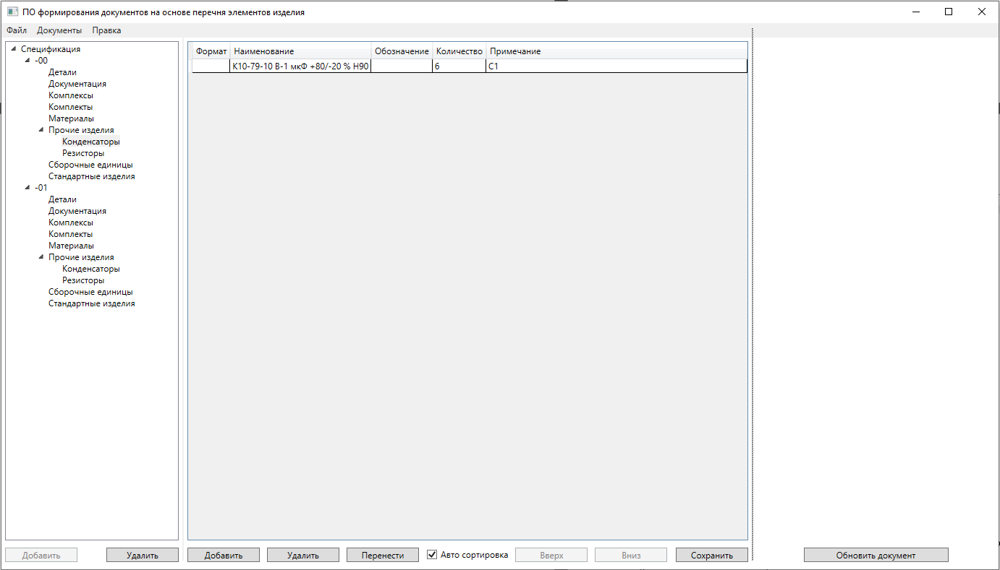 ПО формирования документов на основе перечня элементов изделия
Файл Документы Правка
Спецификация
-00
Детали
Документация
Комплексы
Комплекты
Материалы
Прочие изделия
Конденсаторы
Резисторы
Сборочные единицы
Стандартные изделия
-01
Детали
Документация
Комплексы
Комплекты
Материалы
Прочие изделия
Конденсаторы
Резисторы
Сборочные единицы
Стандартные изделия
Формат Наименование Обозначение Количество Примечание
К10-79-10 В-1 мкФ +80/-20 % Н90 6 С1
Добавить Удалить Добавить Удалить Перенести Авто сортировка Вверх Вниз Сохранить Обновить документ